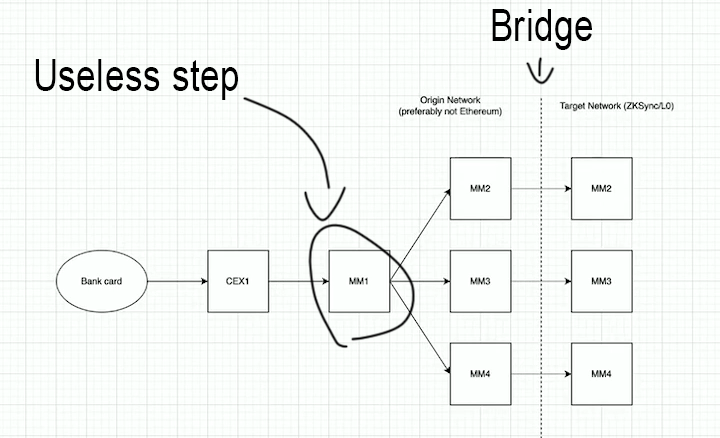 Bridge
Useless step
Origin Network
(preferably not Ethereum)
Target Network (ZKSync/L0)
MM2
MM2
Bank card
CEX1
MM1
MM3
MM3
MM4
MM4